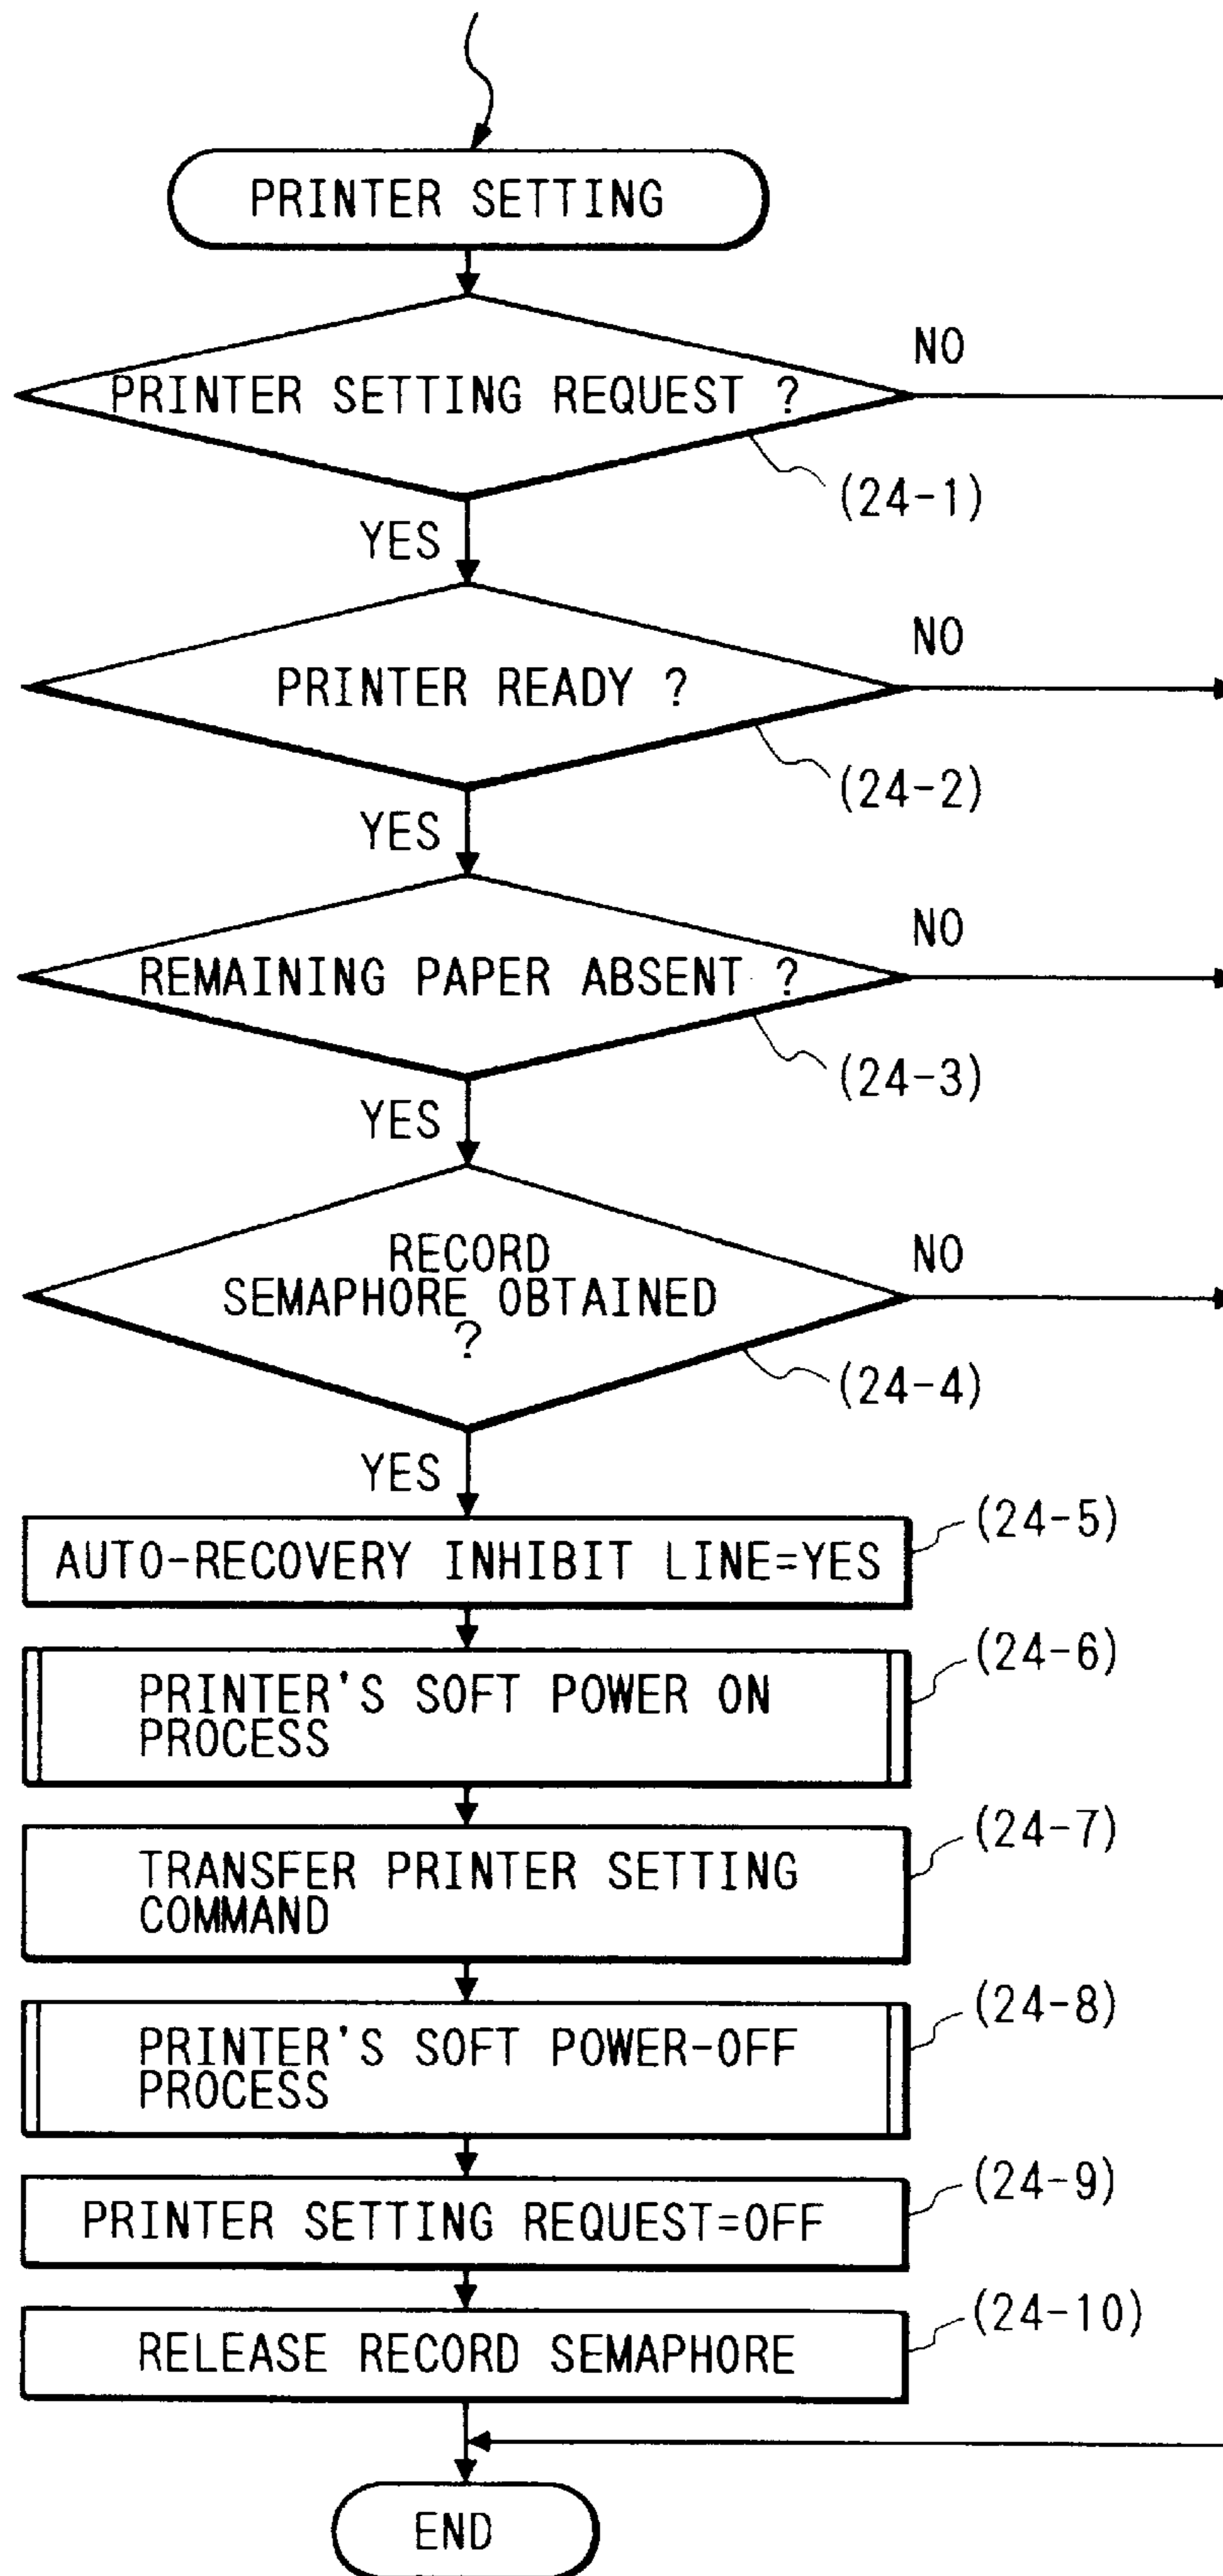 PRINTER SETTING
PRINTER SETTING REQUEST ?
NO
(24-1)
YES
PRINTER READY ?
NO
(24-2)
YES
REMAINING PAPER ABSENT ?
NO
(24-3)
YES
RECORD
SEMAPHORE OBTAINED
?
NO
(24-4)
YES
AUTO-RECOVERY INHIBIT LINE=YES
(24-5)
PRINTER'S SOFT POWER ON
PROCESS
(24-6)
TRANSFER PRINTER SETTING
COMMAND
(24-7)
PRINTER'S SOFT POWER-OFF
PROCESS
(24-8)
PRINTER SETTING REQUEST=OFF
(24-9)
RELEASE RECORD SEMAPHORE
(24-10)
END